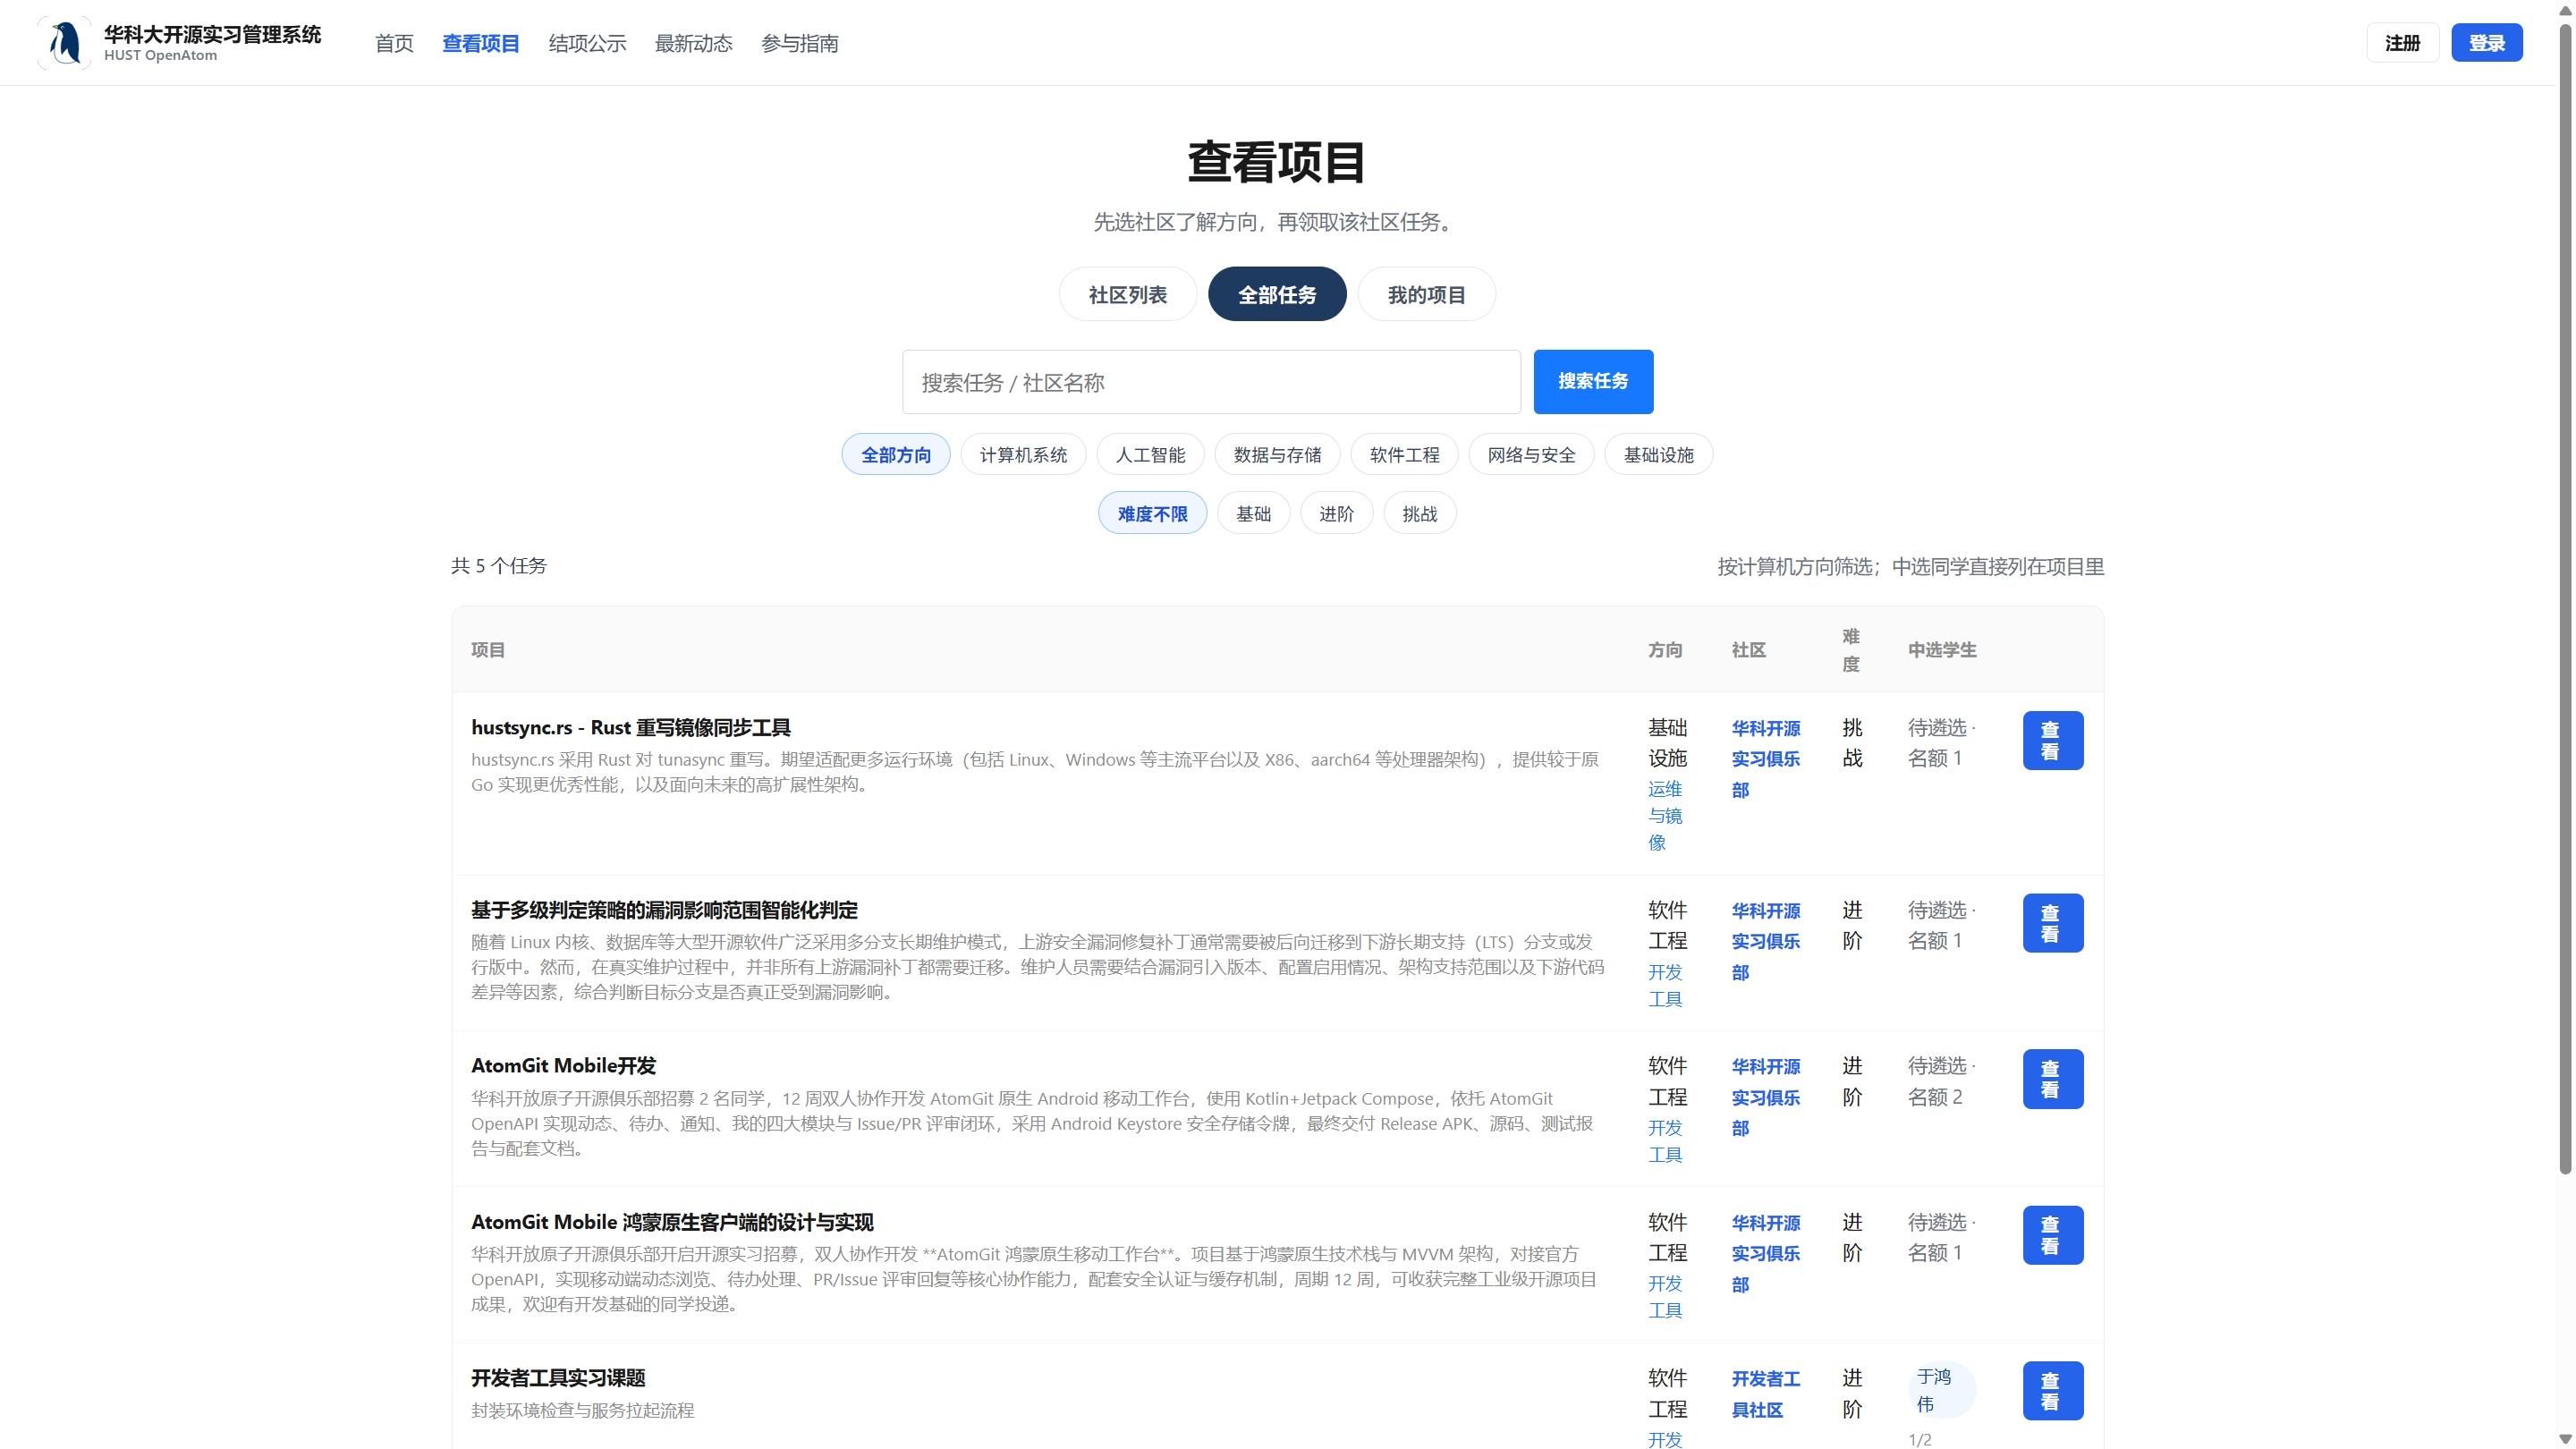 华科大开源实习管理系统
HUST OpenAtom
首页 查看项目 结项公示 最新动态 参与指南
注册 登录
查看项目
先选社区了解方向，再领取该社区任务。
社区列表 全部任务 我的项目
搜索任务 / 社区名称 搜索任务
全部方向 计算机系统 人工智能 数据与存储 软件工程 网络与安全 基础设施
难度不限 基础 进阶 挑战
共 5 个任务
按计算机方向筛选；中选同学直接列在项目里
项目
方向
社区
难
度
中选学生
hustsync.rs - Rust 重写镜像同步工具
hustsync.rs 采用 Rust 对 tunasync 重写。期望适配更多运行环境（包括 Linux、Windows 等主流平台以及 X86、aarch64 等处理器架构），提供较于原
Go 实现更优秀性能，以及面向未来的高扩展性架构。
基础
设施
运维
与镜
像
华科开源
实习俱乐
部
挑
战
待遴选 ·
名额 1
查
看
基于多级判定策略的漏洞影响范围智能化判定
随着 Linux 内核、数据库等大型开源软件广泛采用多分支长期维护模式，上游安全漏洞修复补丁通常需要被后向迁移到下游长期支持（LTS）分支或发
行版中。然而，在真实维护过程中，并非所有上游漏洞补丁都需要迁移。维护人员需要结合漏洞引入版本、配置启用情况、架构支持范围以及下游代码
差异等因素，综合判断目标分支是否真正受到漏洞影响。
软件
工程
开发
工具
华科开源
实习俱乐
部
进
阶
待遴选 ·
名额 1
查
看
AtomGit Mobile开发
华科开放原子开源俱乐部招募 2 名同学，12 周双人协作开发 AtomGit 原生 Android 移动工作台，使用 Kotlin+Jetpack Compose，依托 AtomGit
OpenAPI 实现动态、待办、通知、我的四大模块与 Issue/PR 评审闭环，采用 Android Keystore 安全存储令牌，最终交付 Release APK、源码、测试报
告与配套文档。
软件
工程
开发
工具
华科开源
实习俱乐
部
进
阶
待遴选 ·
名额 2
查
看
AtomGit Mobile 鸿蒙原生客户端的设计与实现
华科开放原子开源俱乐部开启开源实习招募，双人协作开发 **AtomGit 鸿蒙原生移动工作台**。项目基于鸿蒙原生技术栈与 MVVM 架构，对接官方
OpenAPI，实现移动端动态浏览、待办处理、PR/Issue 评审回复等核心协作能力，配套安全认证与缓存机制，周期 12 周，可收获完整工业级开源项目
成果，欢迎有开发基础的同学投递。
软件
工程
开发
工具
华科开源
实习俱乐
部
进
阶
待遴选 ·
名额 1
查
看
开发者工具实习课题
封装环境检查与服务拉起流程
软件
工程
开发
开发者工
具社区
进
阶
于鸿
伟
1/2
查
看